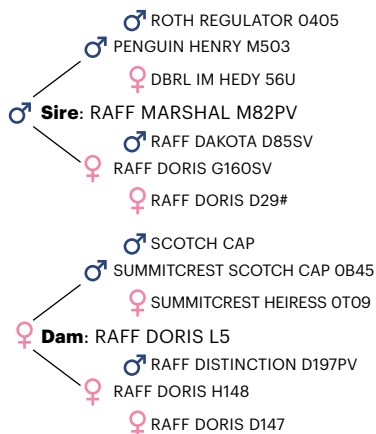 ROTH REGULATOR 0405
PENGUIN HENRY M503
DBRL IM HEDY 56U
Sire: RAFF MARSHAL M82PV
RAFF DAKOTA D85SV
RAFF DORIS G160SV
RAFF DORIS D29#
SCOTCH CAP
SUMMITCREST SCOTCH CAP 0B45
SUMMITCREST HEIRESS 0T09
Dam: RAFF DORIS L5
RAFF DISTINCTION D197PV
RAFF DORIS H148
RAFF DORIS D147